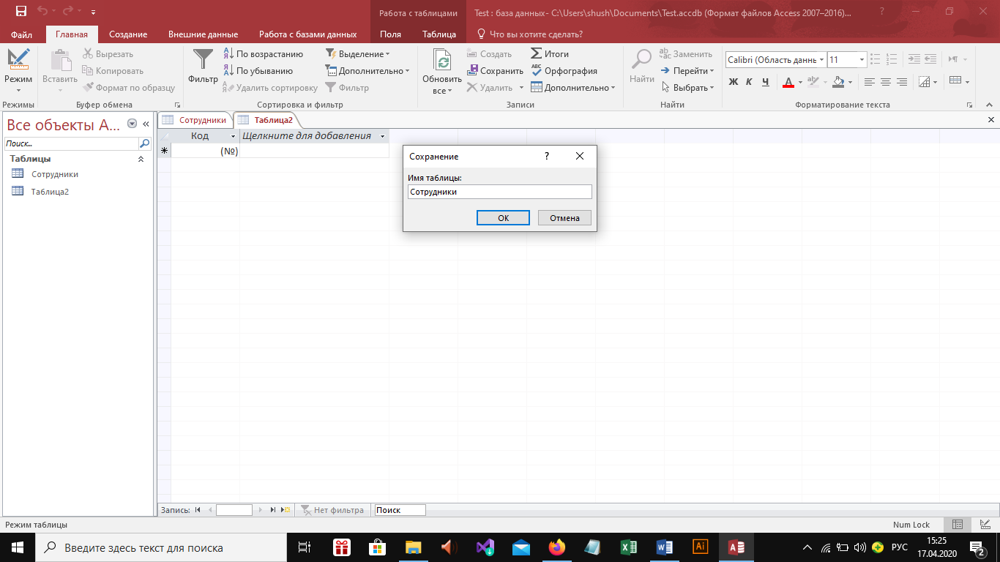 Работа с таблицами
Test : база данных- C:\Users\shush\Documents\Test.accdb (Формат файлов Access 2007–2016)...
?
Файл
Главная
Создание
Внешние данные
Работа с базами данных
Поля
Таблица
Что вы хотите сделать?
Режим
Режимы
Вставить
Вырезать
Копировать
Формат по образцу
Буфер обмена
Фильтр
По возрастанию
По убыванию
Удалить сортировку
Выделение
Дополнительно
Фильтр
Сортировка и фильтр
Обновить
все
Создать
Сохранить
Удалить
Итоги
Орфография
Дополнительно
Записи
Найти
Заменить
Перейти
Выбрать
Найти
Calibri (Область данны
11
Ж К Ч А
Форматирование текста
Все объекты A...
Поиск...
Таблицы
Сотрудники
Таблица2
Сотрудники
Таблица2
Код
Щелкните для добавления
(№)
Сохранение
?
Имя таблицы:
Сотрудники
ОК
Отмена
Запись:
Нет фильтра
Поиск
Режим таблицы
Num Lock
Введите здесь текст для поиска
РУС
15:25
17.04.2020
2